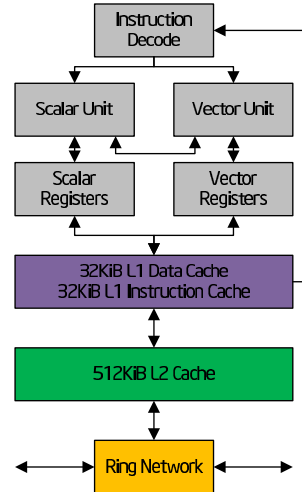 Instruction
Decode
Scalar Unit
Vector Unit
Scalar
Registers
Vector
Registers
32KiB L1 Data Cache
32KiB L1 Instruction Cache
512KiB L2 Cache
Ring Network